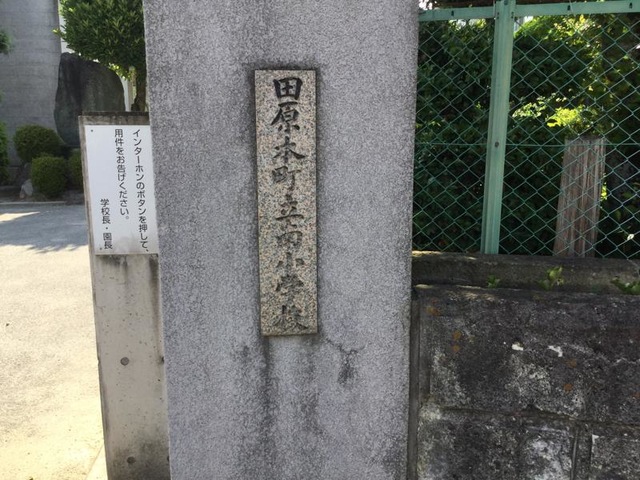 田原本町立南小学校
インターホンのボタンを押して、
用件をお告げください。
学校長・園長